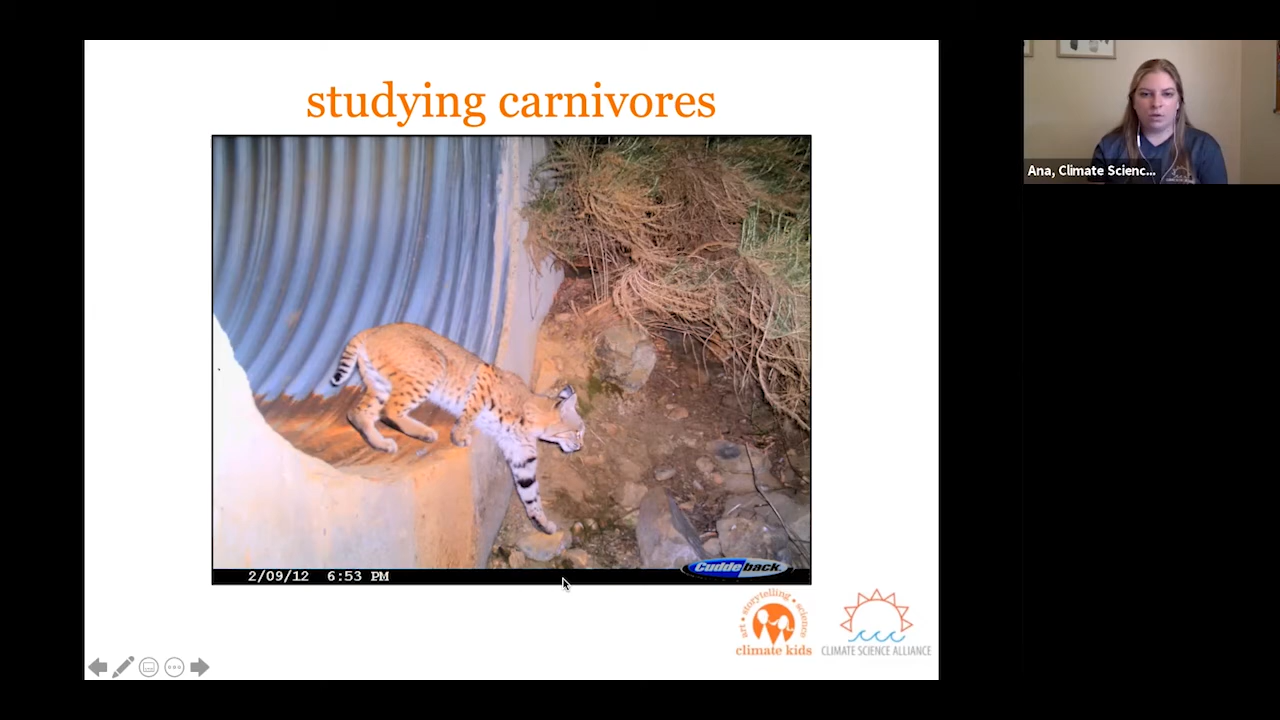 studying carnivores
Ana, Climate Scienc...
2/09/12 6:53 PM
Cuddeback
art • storytelling • science
climate kids
CLIMATE SCIENCE ALLIANCE